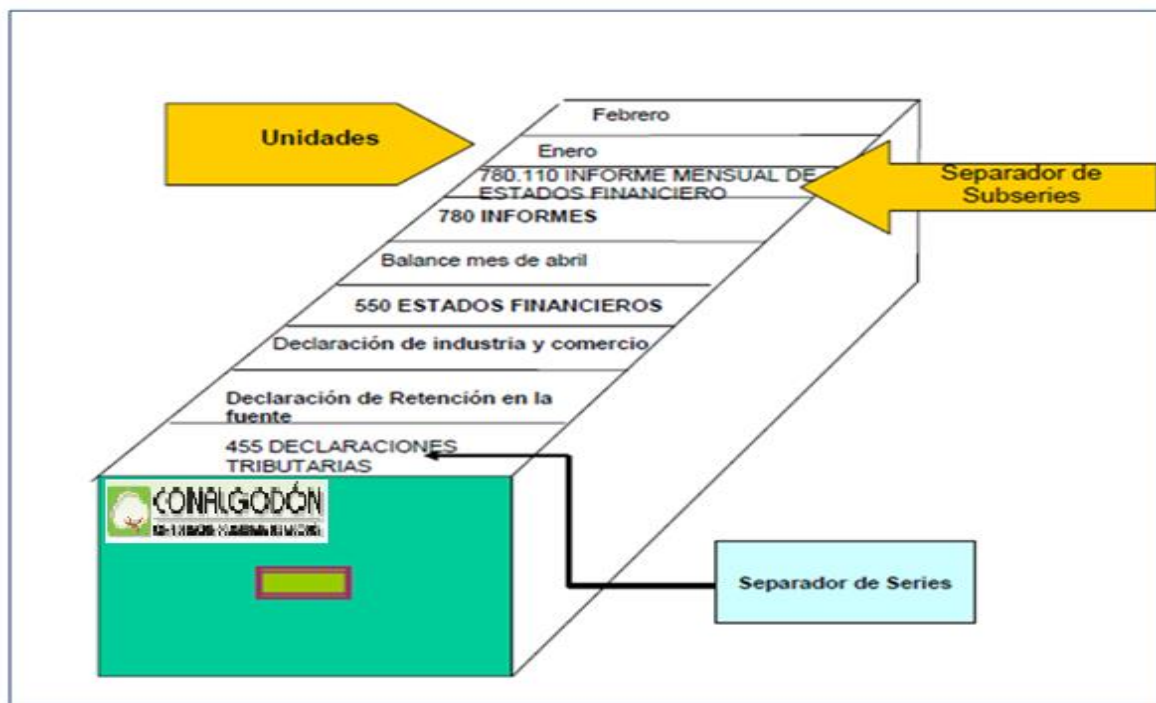 Febrero
Unidades
Enero
780.110 INFORME MENSUAL DE
ESTADOS FINANCIERO
Separador de
Subseries
780 INFORMES
Balance mes de abril
550 ESTADOS FINANCIEROS
Declaración de industria y comercio
Declaración de Retención en la
fuente
455 DECLARACIONES
TRIBUTARIAS
CONALGODÓN
Separador de Series